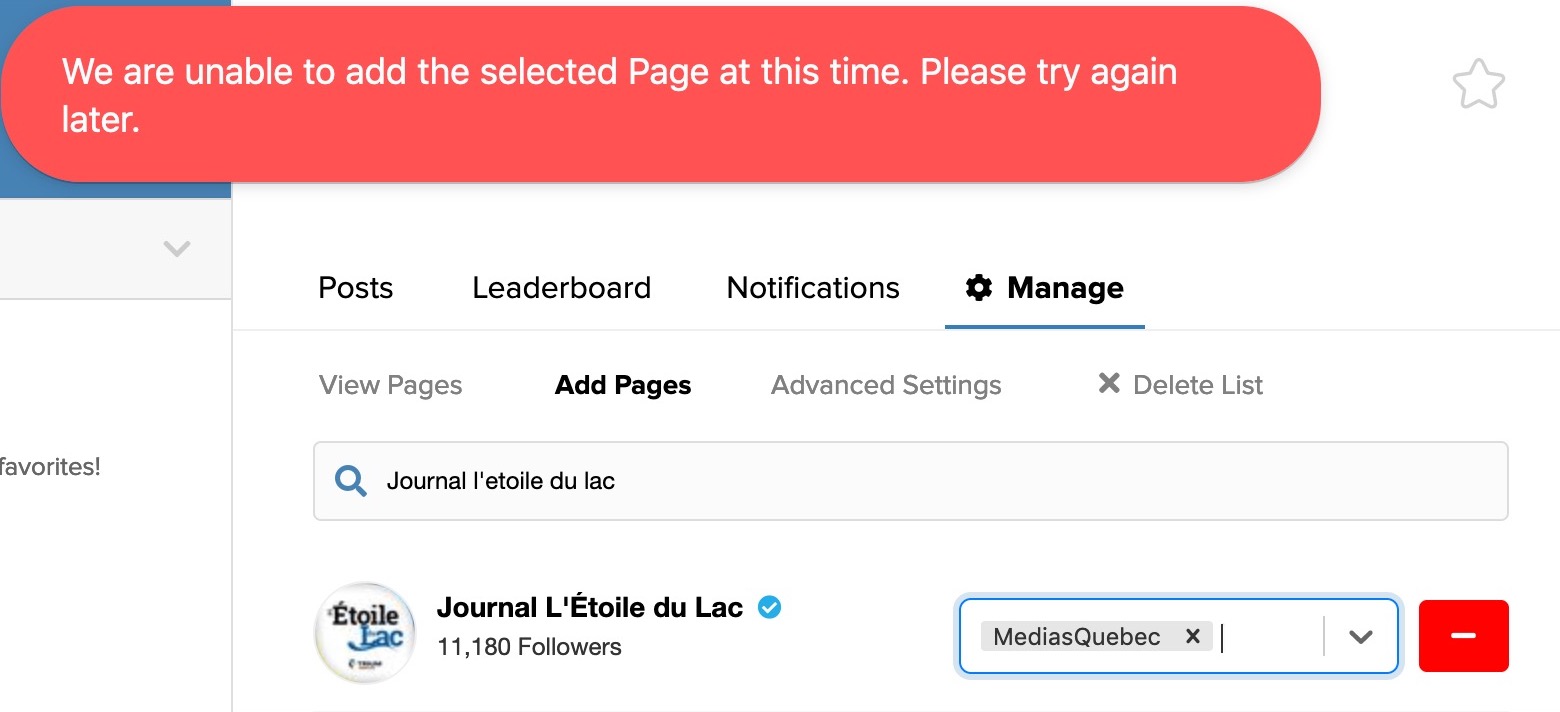 We are unable to add the selected Page at this time. Please try again
later.
Posts Leaderboard Notifications Manage
View Pages Add Pages Advanced Settings Delete List
favorites!
Journal l'etoile du lac
Étoile
Lac
Journal L'Étoile du Lac
11,180 Followers
MediasQuebec